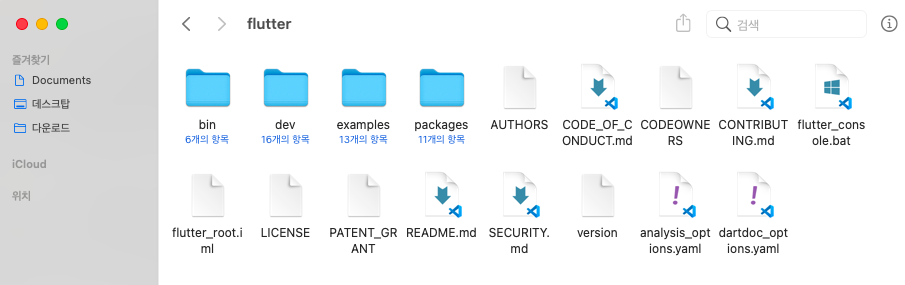 flutter
검색
즐겨찾기
Documents
데스크탑
다운로드
iCloud
위치
bin
6개의 항목
dev
16개의 항목
examples
13개의 항목
packages
11개의 항목
AUTHORS
CODE_OF_C
ONDUCT.md
CODEOWNE
RS
CONTRIBUT
ING.md
flutter_cons
ole.bat
flutter_root.i
ml
LICENSE
PATENT_GR
ANT
README.md
SECURITY.
md
version
analysis_opt
ions.yaml
dartdoc_opt
ions.yaml